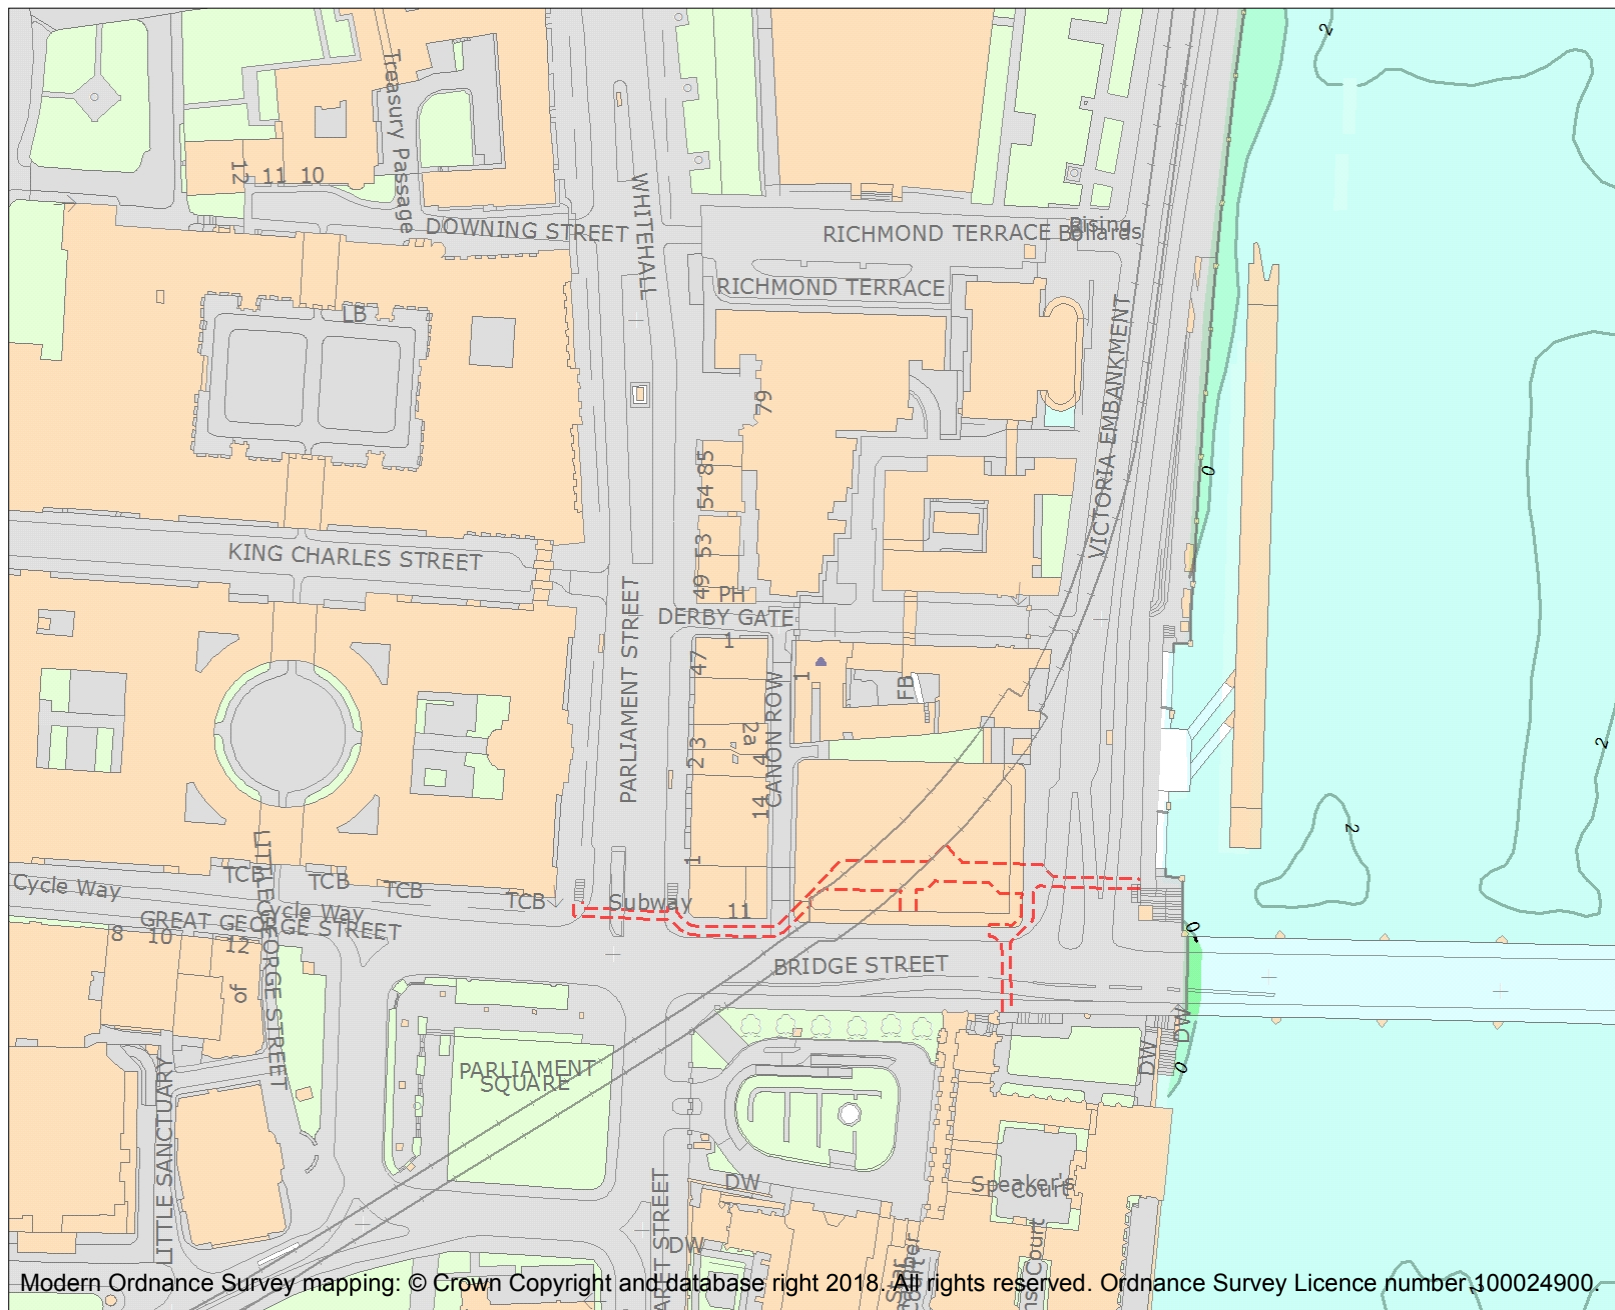 2
Treasury Passage
12
11
10
WHITEHALL
DOWNING STREET
RICHMOND TERRACE
Rising
Bollards
RICHMOND TERRACE
LB
VICTORIA EMBANKMENT
79
85
54
0
53
49
KING CHARLES STREET
PH
DERBY GATE
PARLIAMENT STREET
1
47
1
CANON ROW
FB
2a
3
2
4
14
2
2
1
TCB
TCB
TCB
TCB
Cycle Way
Cycle Way
Subway
11
GREAT GEORGE STREET
LITTLE GEORGE STREET
8
10
12
of
0
BRIDGE STREET
DW
DW
0
PARLIAMENT
SQUARE
LITTLE SANCTUARY
DW
Speaker's
Court
DW
Court
Star
2
Modern Ordnance Survey mapping: © Crown Copyright and database right 2018. All rights reserved. Ordnance Survey Licence number 100024900.